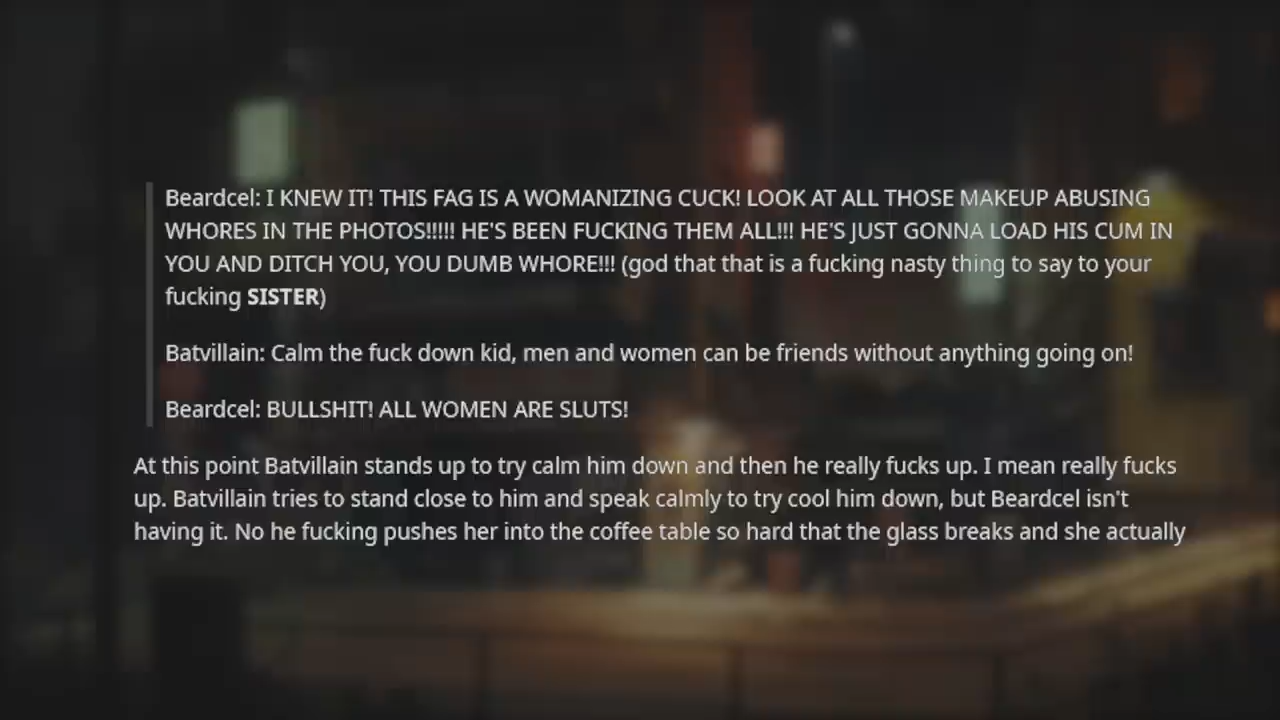 Beardcel: I KNEW IT! THIS FAG IS A WOMANIZING CUCK! LOOK AT ALL THOSE MAKEUP ABUSING
WHORES IN THE PHOTOS!!!!! HE'S BEEN FUCKING THEM ALL!!! HE'S JUST GONNA LOAD HIS CUM IN
YOU AND DITCH YOU, YOU DUMB WHORE!!! (god that that is a fucking nasty thing to say to your
fucking SISTER)
Batvillain: Calm the fuck down kid, men and women can be friends without anything going on!
Beardcel: BULLSHIT! ALL WOMEN ARE SLUTS!
At this point Batvillain stands up to try calm him down and then he really fucks up. I mean really fucks
up. Batvillain tries to stand close to him and speak calmly to try cool him down, but Beardcel isn't
having it. No he fucking pushes her into the coffee table so hard that the glass breaks and she actually